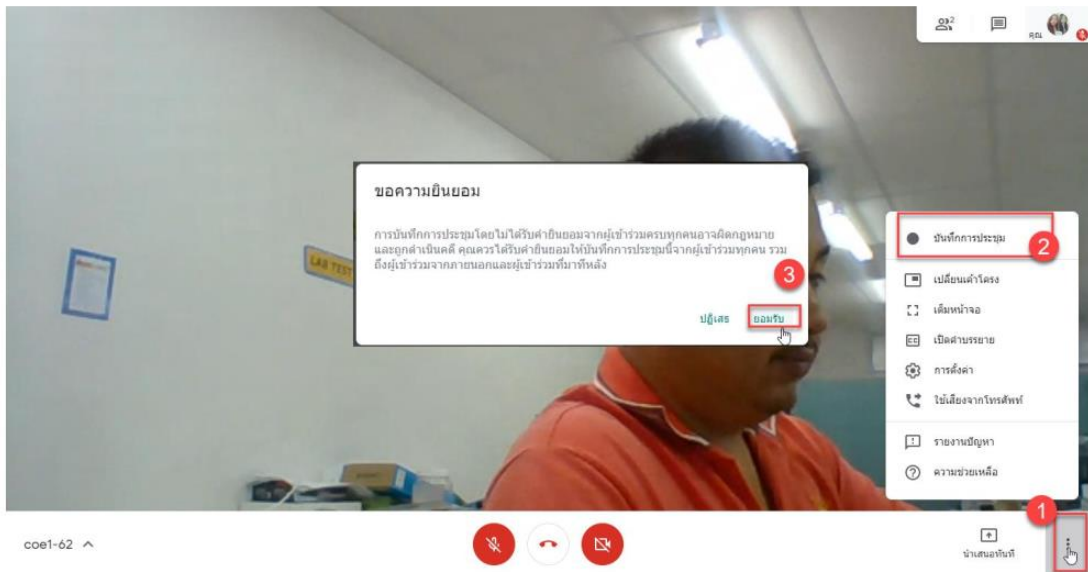 2
คุณ
ขอความยินยอม
การบันทึกการประชุมโดยไม่ได้รับคำยินยอมจากผู้เข้าร่วมครบทุกคนอาจผิดกฎหมาย
และถูกดำเนินคดี คุณควรได้รับคำยินยอมให้บันทึกการประชุมนี้จากผู้เข้าร่วมทุกคน รวม
ถึงผู้เข้าร่วมจากภายนอกและผู้เข้าร่วมที่มาทีหลัง
3
ปฏิเสธ ยอมรับ
LAB TEST
บันทึกการประชุม
2
เปลี่ยนเค้าโครง
เต็มหน้าจอ
CC เปิดคำบรรยาย
การตั้งค่า
ใช้เสียงจากโทรศัพท์
รายงานปัญหา
ความช่วยเหลือ
1
coe1-62
นำเสนอทันที